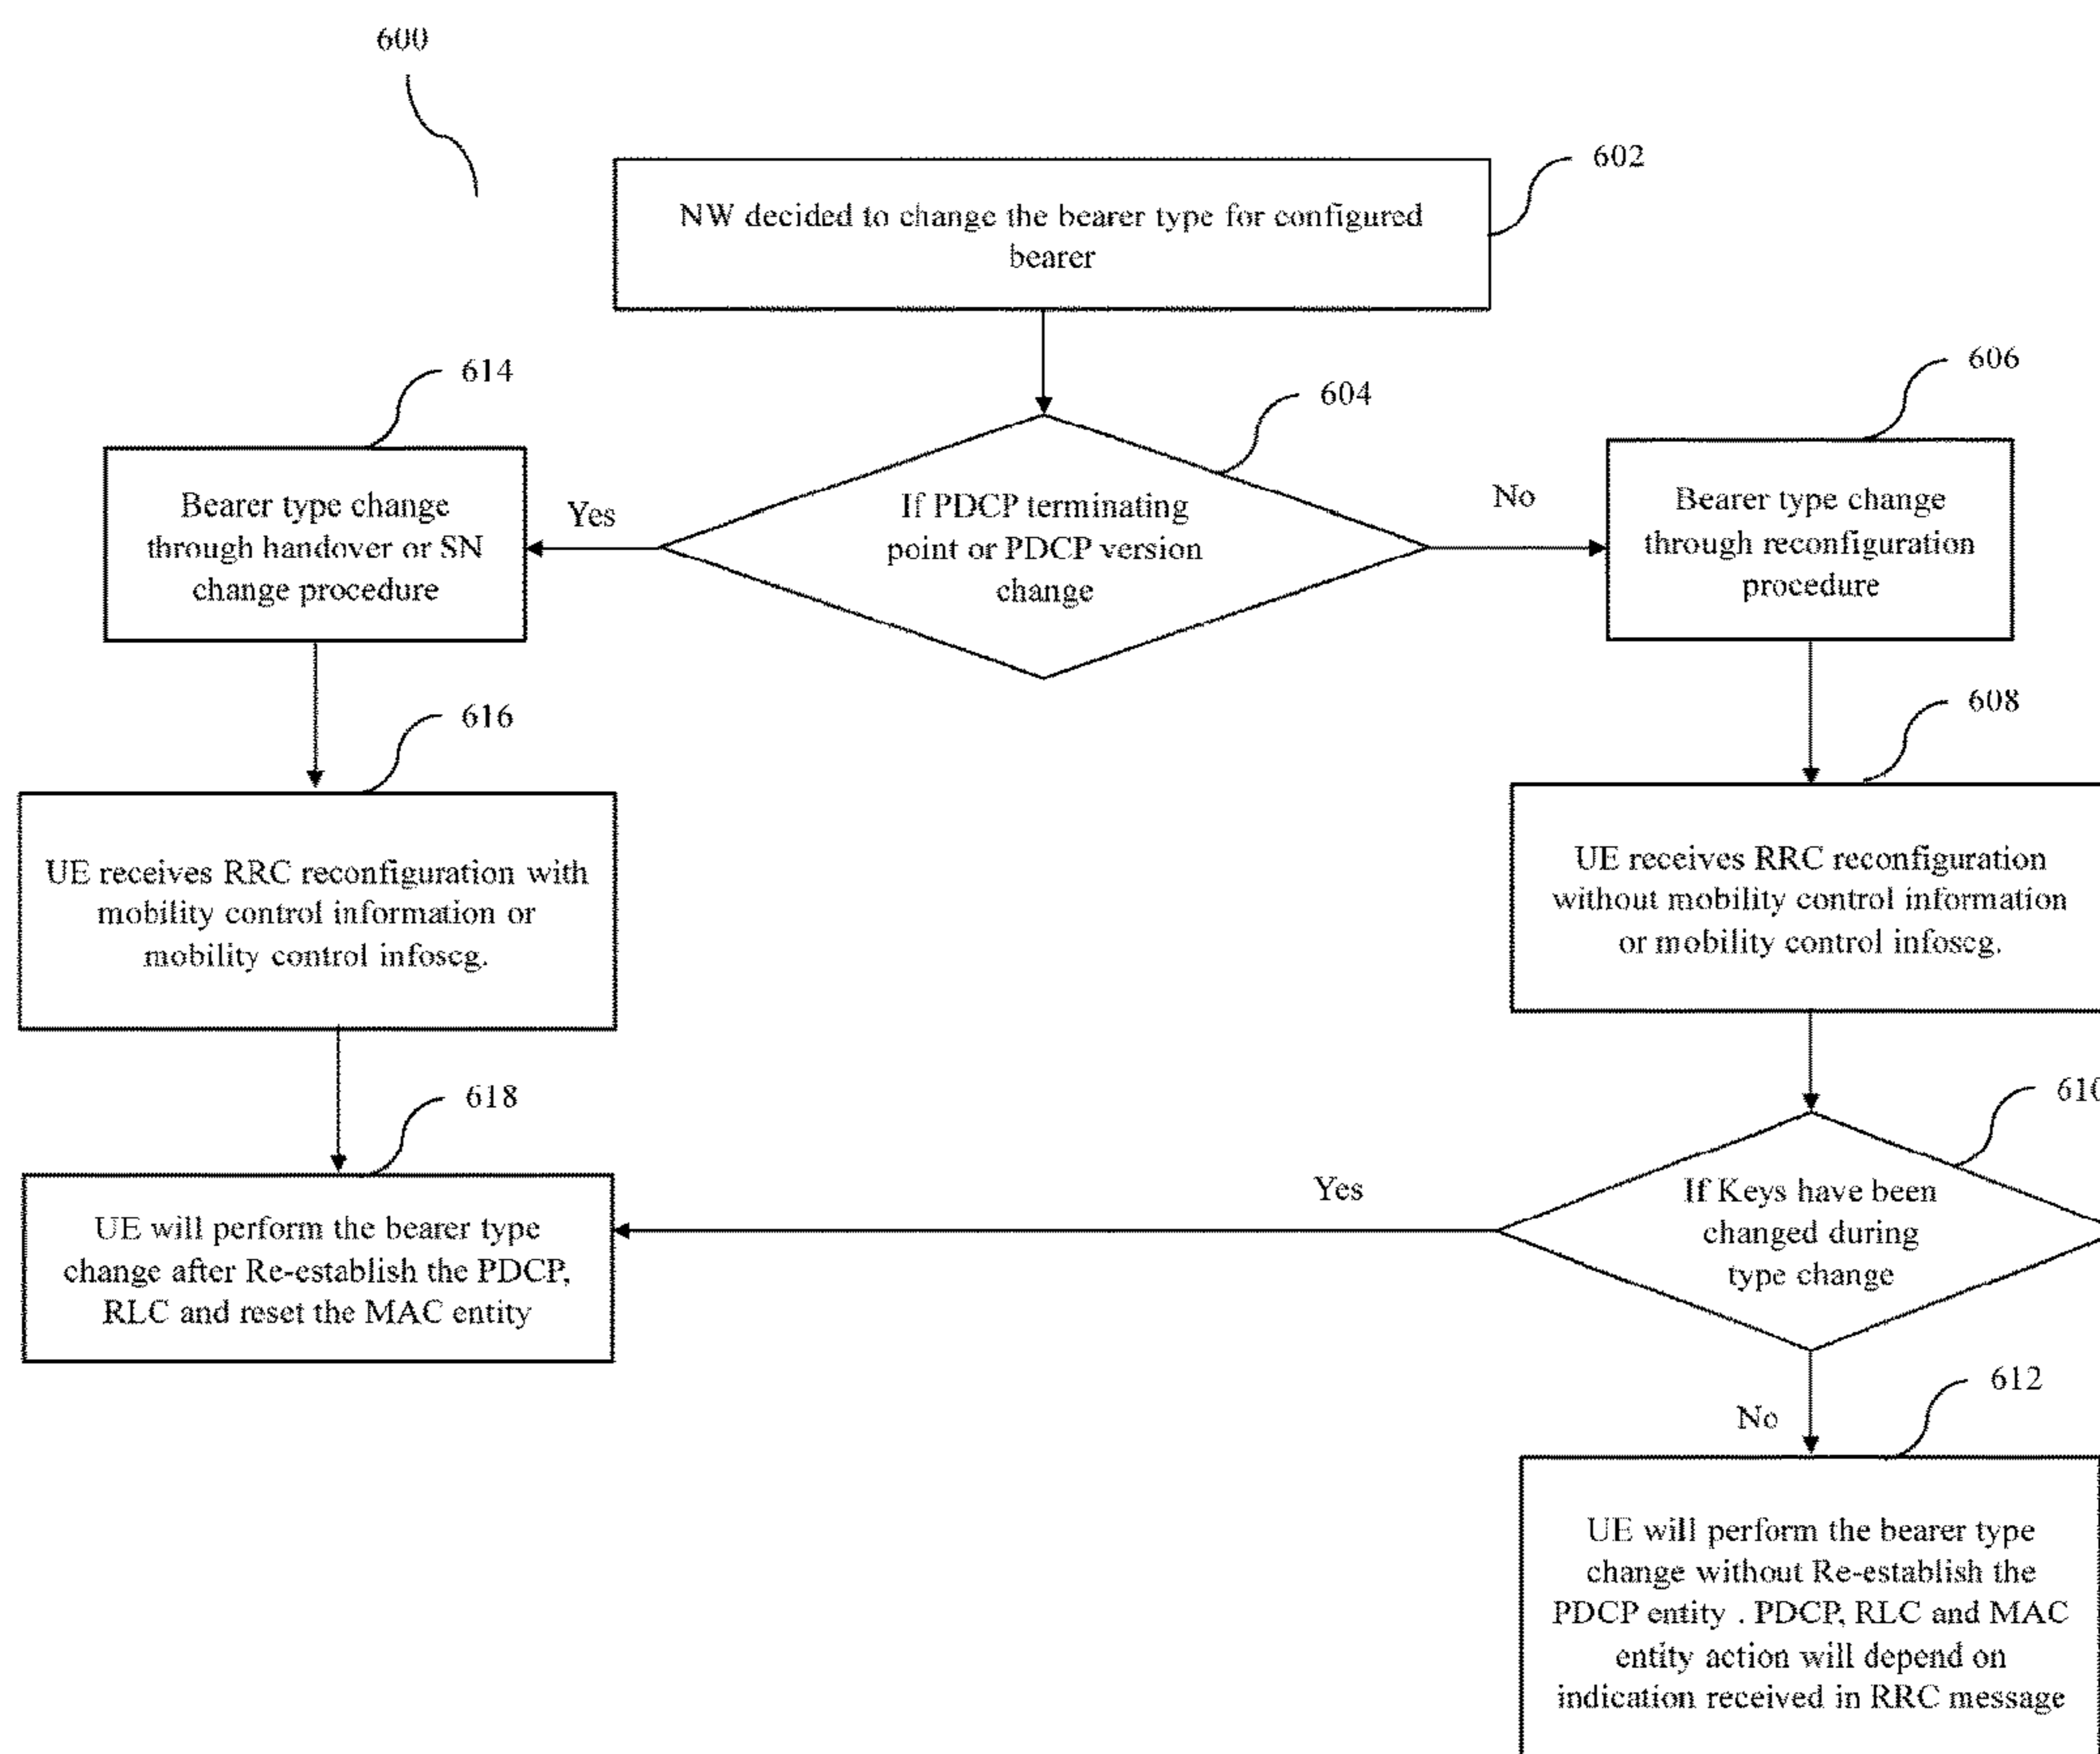 600
602
NW decided to change the bearer type for configured
bearer
614
604
606
Bearer type change
through handover or SN
change procedure
Yes
If PDCP terminating
point or PDCP version
change
No
Bearer type change
through reconfiguration
procedure
616
608
UE receives RRC reconfiguration with
mobility control information or
mobility control infoscg.
UE receives RRC reconfiguration
without mobility control information
or mobility control infoscg.
618
610
UE will perform the bearer type
change after Re-establish the PDCP,
RLC and reset the MAC entity
Yes
If Keys have been
changed during
type change
612
No
UE will perform the bearer type
change without Re-establish the
PDCP entity . PDCP, RLC and MAC
entity action will depend on
indication received in RRC message